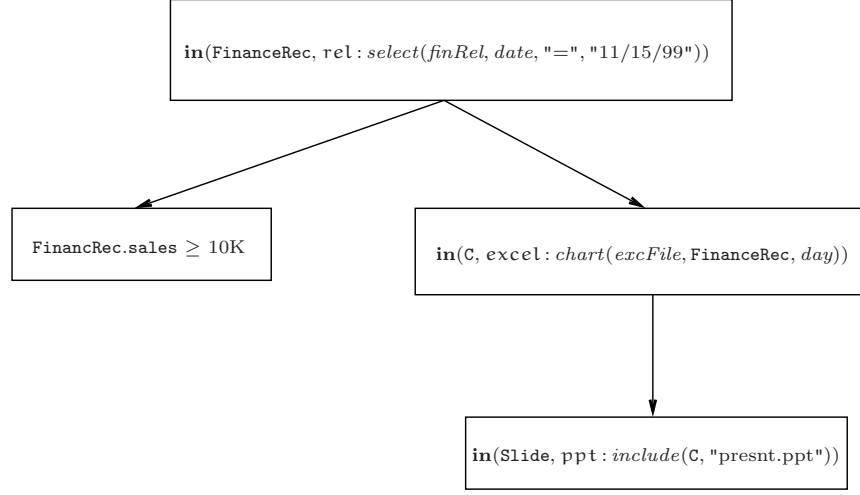 in(FinanceRec, rel : select(finRel, date, "=", "11/15/99"))
FinancRec.sales ≥ 10K
in(C, excel : chart(excFile, FinanceRec, day))
in(Slide, ppt : include(C, "presnt.ppt"))